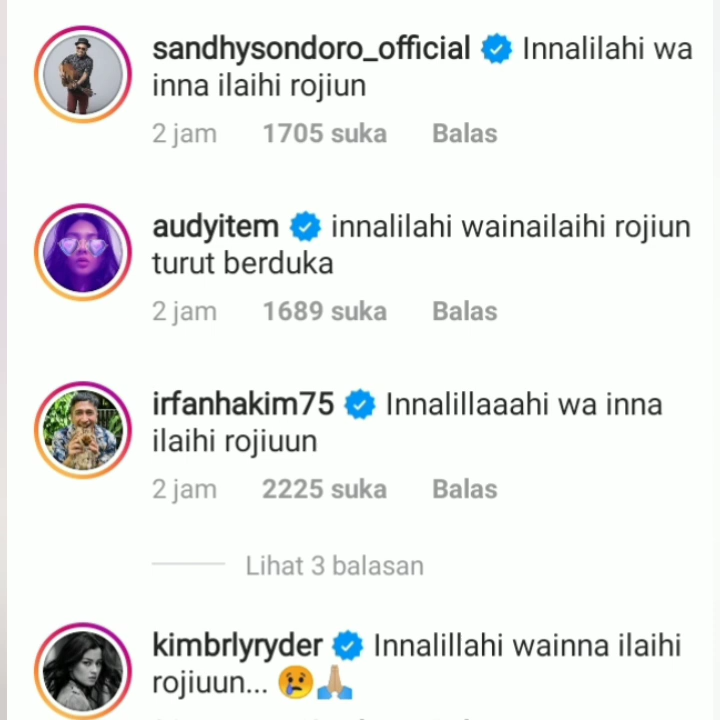 sandhysondoro_official Innalilahi wa
inna ilaihi rojiun
2 jam 1705 suka Balas
audyitem innalilahi wainailaihi rojiun
turut berduka
2 jam 1689 suka Balas
irfanhakim75 Innalillaaahi wa inna
ilaihi rojiuun
2 jam 2225 suka Balas
Lihat 3 balasan
kimbrlyryder Innalillahi wainna ilaihi
rojiuun... 😢🙏🏼